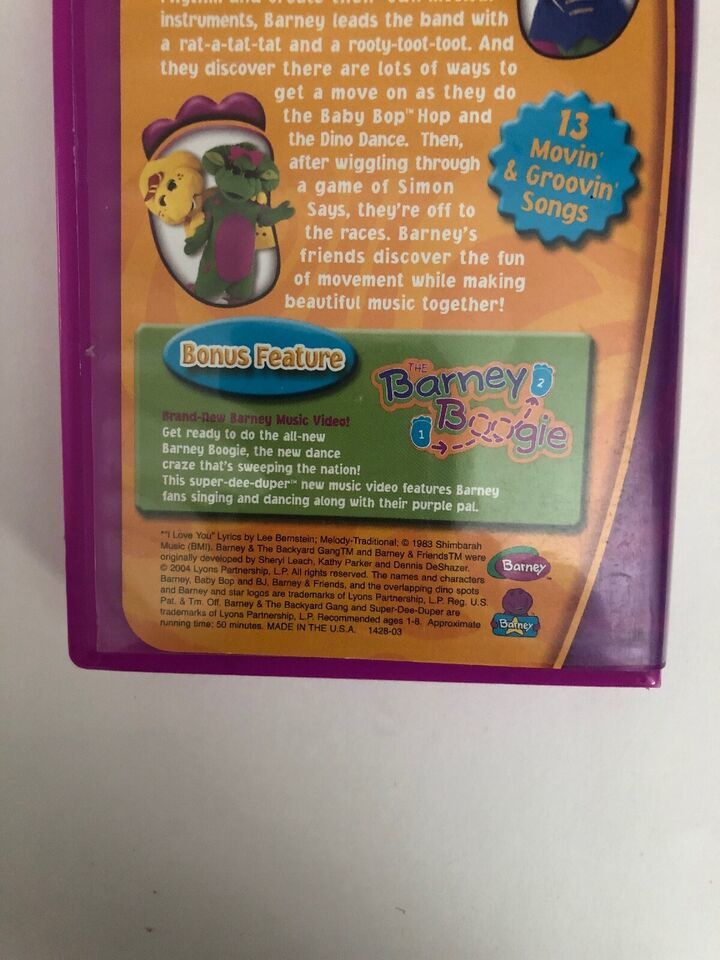 Rhythm and create their own musical
instruments, Barney leads the band with
a rat-a-tat-tat and a rooty-toot-toot. And
they discover there are lots of ways to
get a move on as they do
the Baby Bop™ Hop and
the Dino Dance. Then,
after wiggling through
a game of Simon
Says, they're off to
the races. Barney's
friends discover the fun
of movement while making
beautiful music together!
13
Movin'
& Groovin'
Songs
Bonus Feature
THE
Barney
Boogie
2
1
Brand-New Barney Music Video!
Get ready to do the all-new
Barney Boogie, the new dance
craze that's sweeping the nation!
This super-dee-duper™ new music video features Barney
fans singing and dancing along with their purple pal.
*"I Love You" Lyrics by Lee Bernstein; Melody-Traditional; © 1983 Shimbarah
Music (BMI). Barney & The Backyard GangTM and Barney & FriendsTM were
originally developed by Sheryl Leach, Kathy Parker and Dennis DeShazer.
© 2004 Lyons Partnership, L.P. All rights reserved. The names and characters
Barney, Baby Bop and BJ, Barney & Friends, and the overlapping dino spots
and Barney and star logos are trademarks of Lyons Partnership, L.P. Reg. U.S.
Pat. & Tm. Off. Barney & The Backyard Gang and Super-Dee-Duper are
trademarks of Lyons Partnership, L.P. Recommended ages 1-8. Approximate
running time: 50 minutes. MADE IN THE U.S.A. 1428-03
Barney
Barney